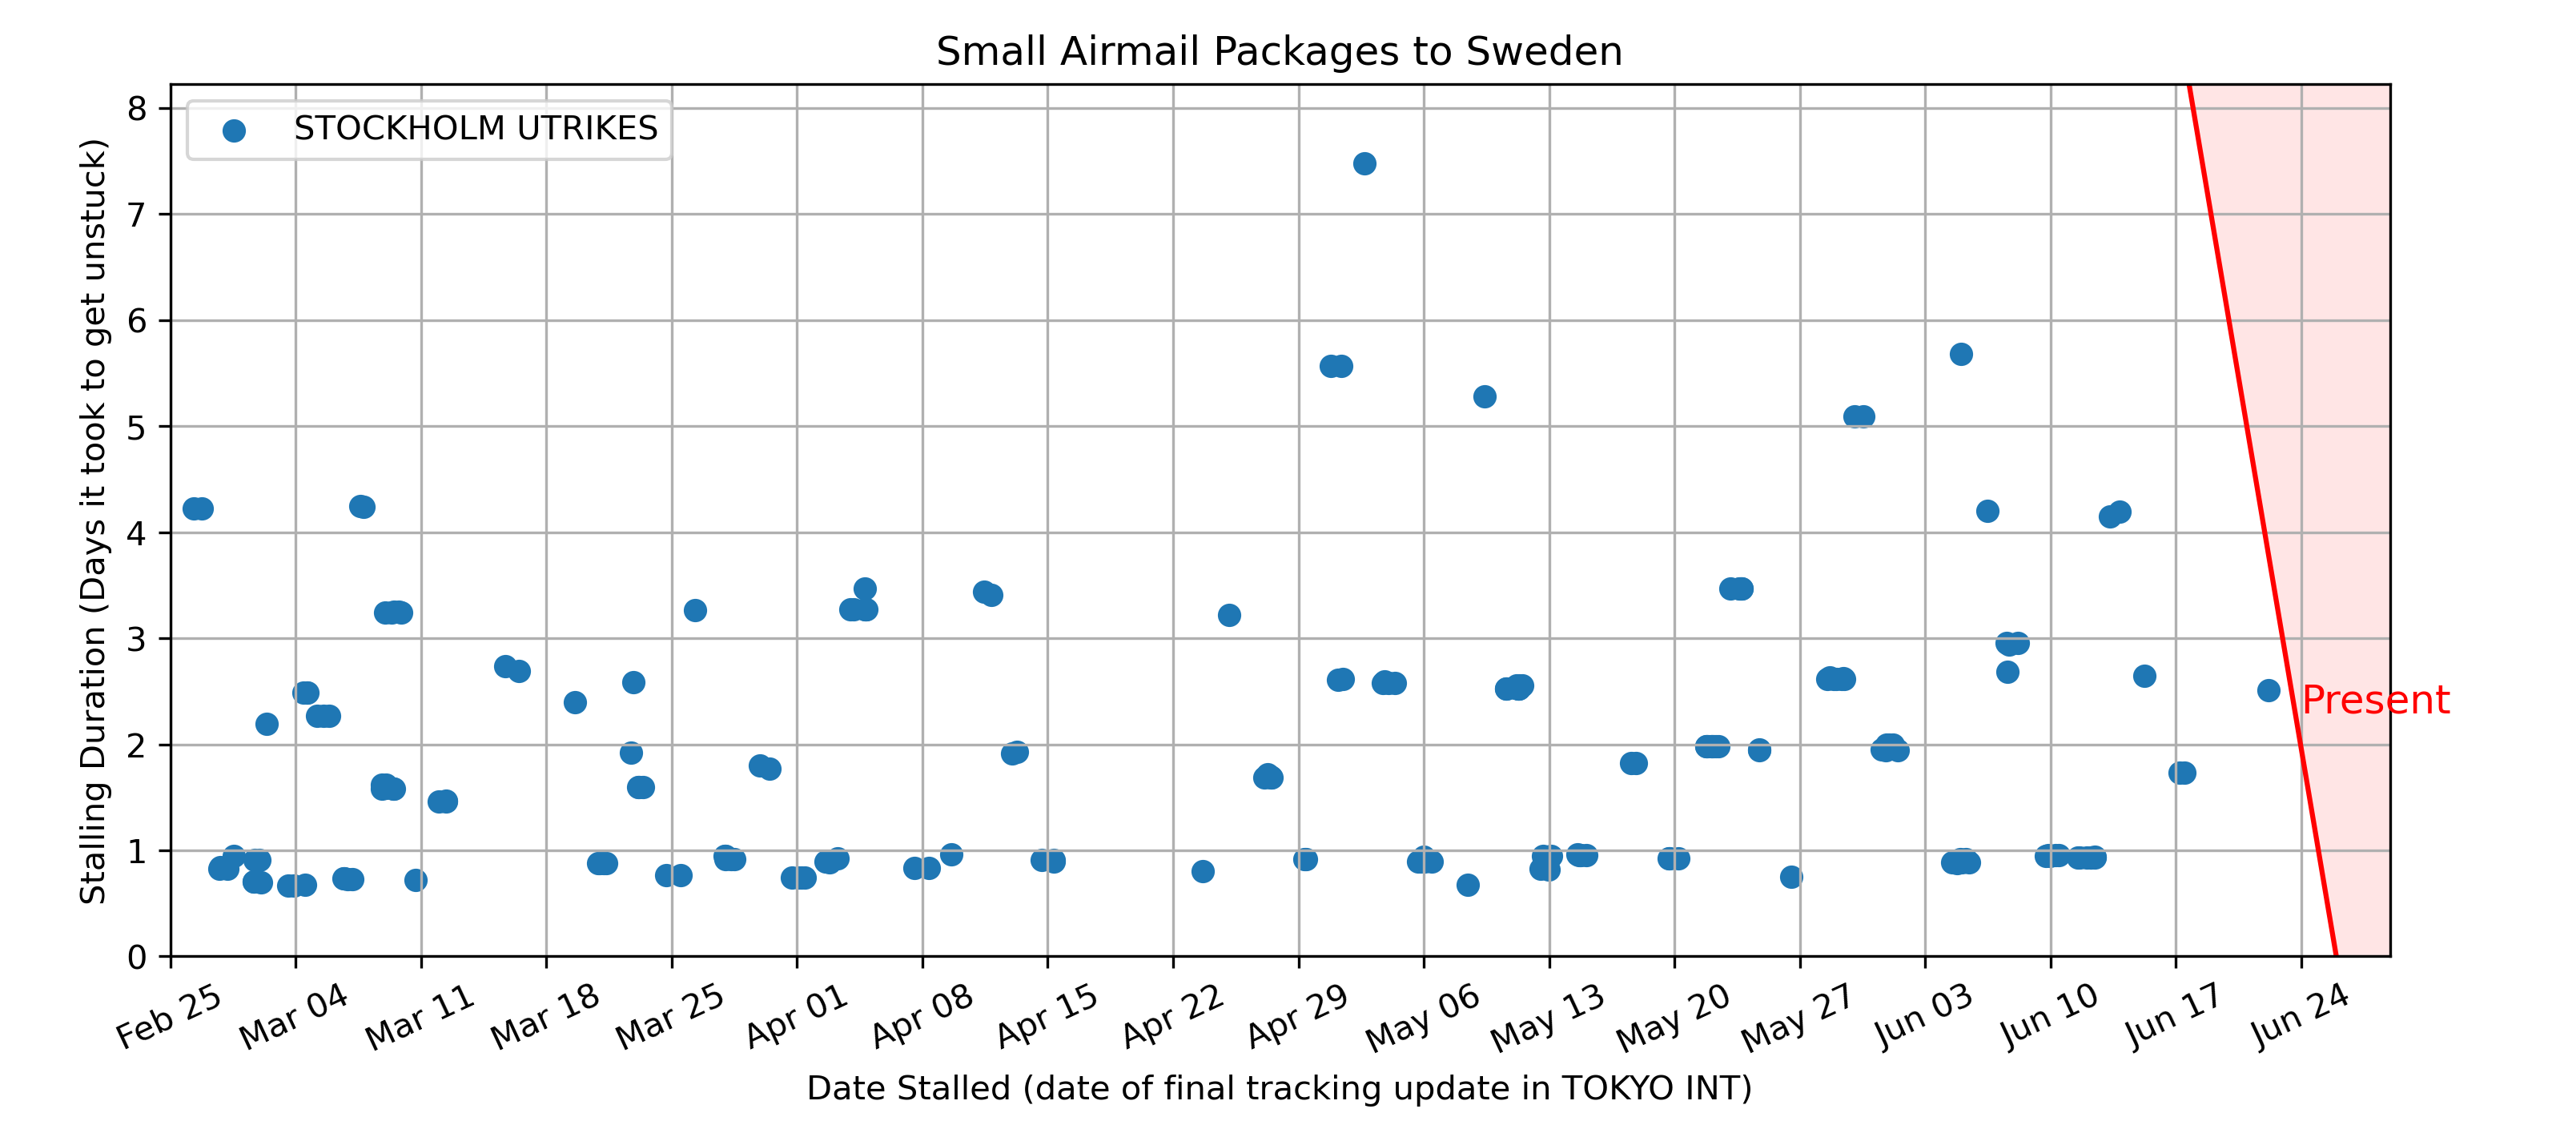 Small Airmail Packages to Sweden
STOCKHOLM UTRIKES
Stalling Duration (Days it took to get unstuck)
8
7
6
5
4
3
2
1
0
Present
Feb 25
Mar 04
Mar 11
Mar 18
Mar 25
Apr 01
Apr 08
Apr 15
Apr 22
Apr 29
May 06
May 13
May 20
May 27
Jun 03
Jun 10
Jun 17
Jun 24
Date Stalled (date of final tracking update in TOKYO INT)